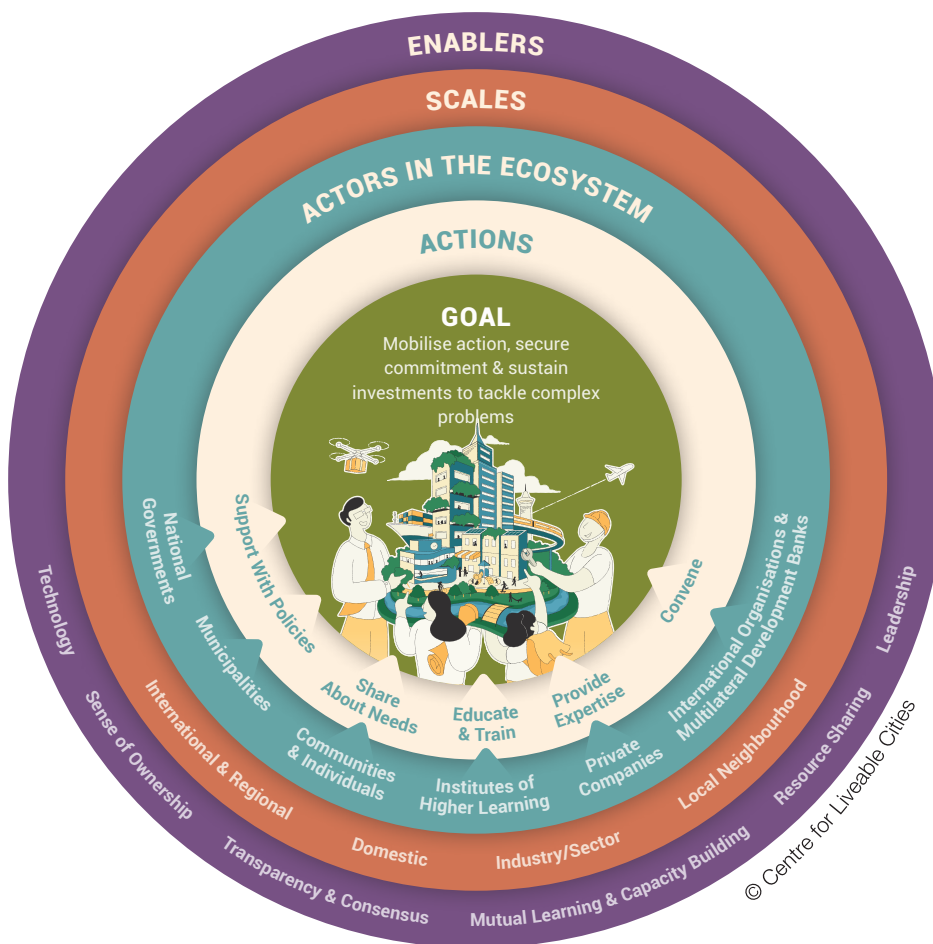 ENABLERS
SCALES
ACTORS IN THE ECOSYSTEM
ACTIONS
GOAL
Mobilise action, secure
commitment & sustain
investments to tackle complex
problems
Support With Policies
Share
About Needs
Educate
& Train
Provide
Expertise
Convene
National
Governments
Municipalities
Communities
& Individuals
Institutes of
Higher Learning
Private
Companies
International Organisations &
Multilateral Development Banks
International & Regional
Domestic
Industry/Sector
Local Neighbourhood
Technology
Sense of Ownership
Transparency & Consensus
Mutual Learning & Capacity Building
Resource Sharing
Leadership
© Centre for Liveable Cities